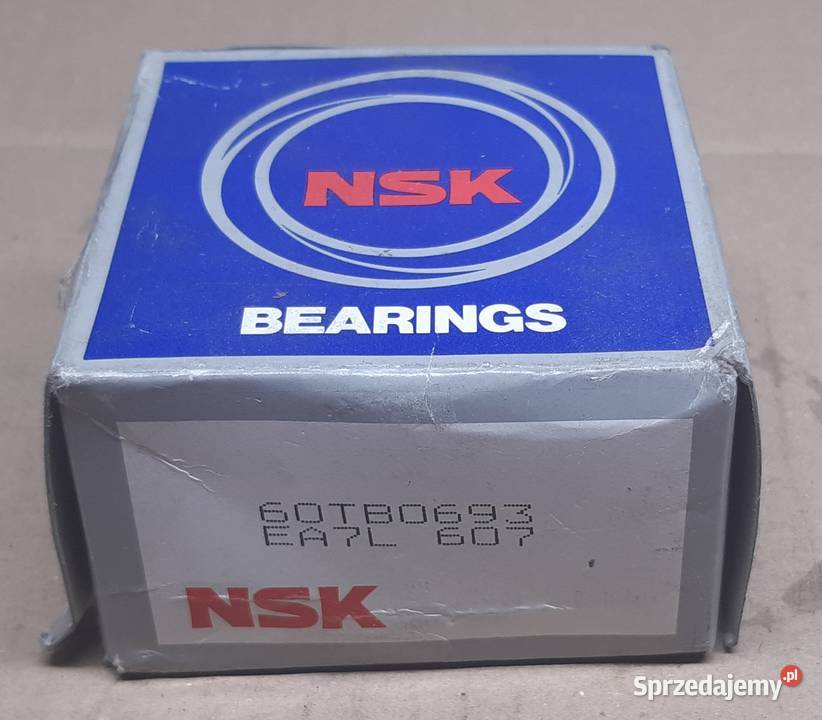 NSK
BEARINGS
60TB0693
EA7L 607
NSK
Sprzedajemy.pl